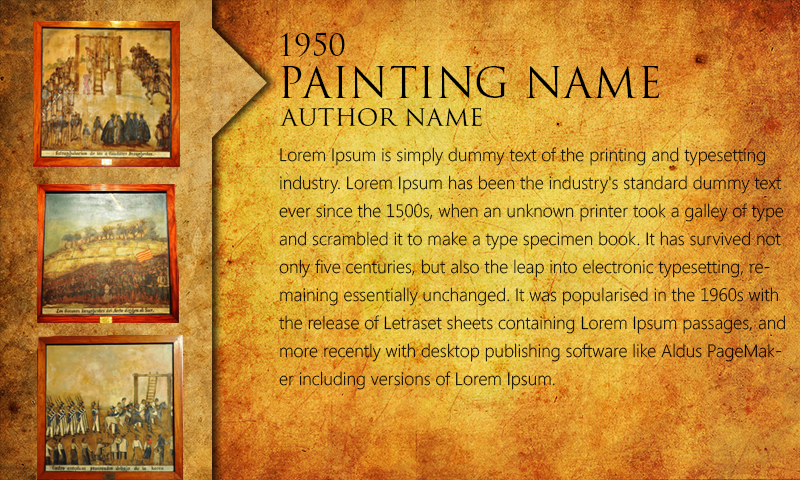 1950
PAINTING NAME
AUTHOR NAME
Lorem Ipsum is simply dummy text of the printing and typesetting
industry. Lorem Ipsum has been the industry's standard dummy text
ever since the 1500s, when an unknown printer took a galley of type
and scrambled it to make a type specimen book. It has survived not
only five centuries, but also the leap into electronic typesetting, re-
maining essentially unchanged. It was popularised in the 1960s with
the release of Letraset sheets containing Lorem Ipsum passages, and
more recently with desktop publishing software like Aldus PageMak-
er including versions of Lorem Ipsum.